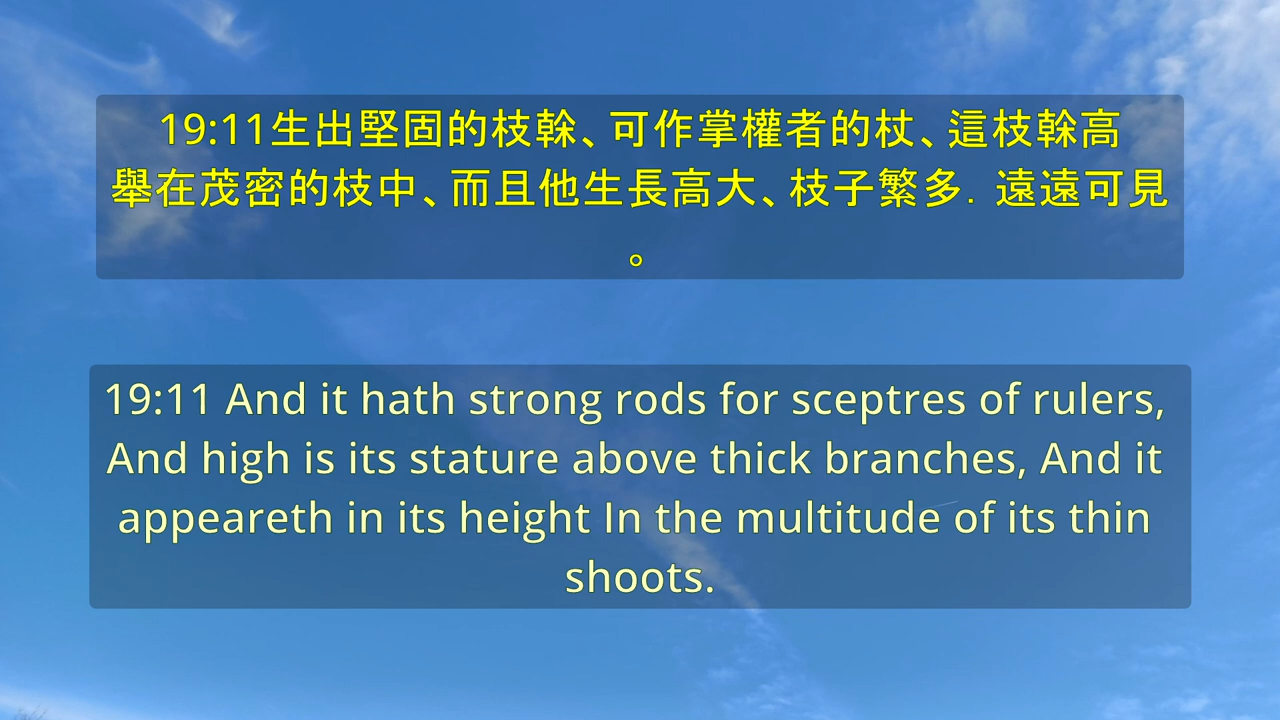 19:11生出堅固的枝榦、可作掌權者的杖、這枝榦高
舉在茂密的枝中、而且他生長高大、枝子繁多．遠遠可見
。
19:11 And it hath strong rods for sceptres of rulers,
And high is its stature above thick branches, And it
appeareth in its height In the multitude of its thin
shoots.